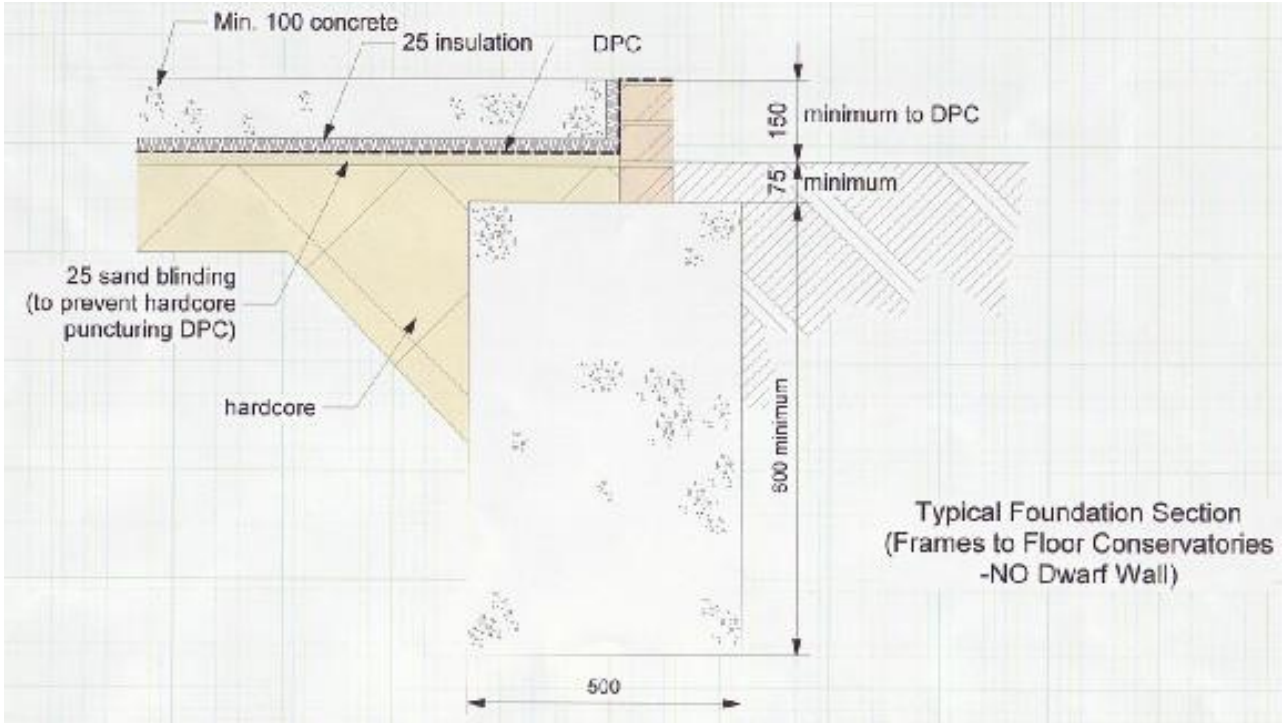 Min. 100 concrete
25 insulation
DPC
150
minimum to DPC
75
minimum
25 sand blinding
(to prevent hardcore
puncturing DPC)
hardcore
minimum
Typical Foundation Section
(Frames to Floor Conservatories
-NO Dwarf Wall)
500